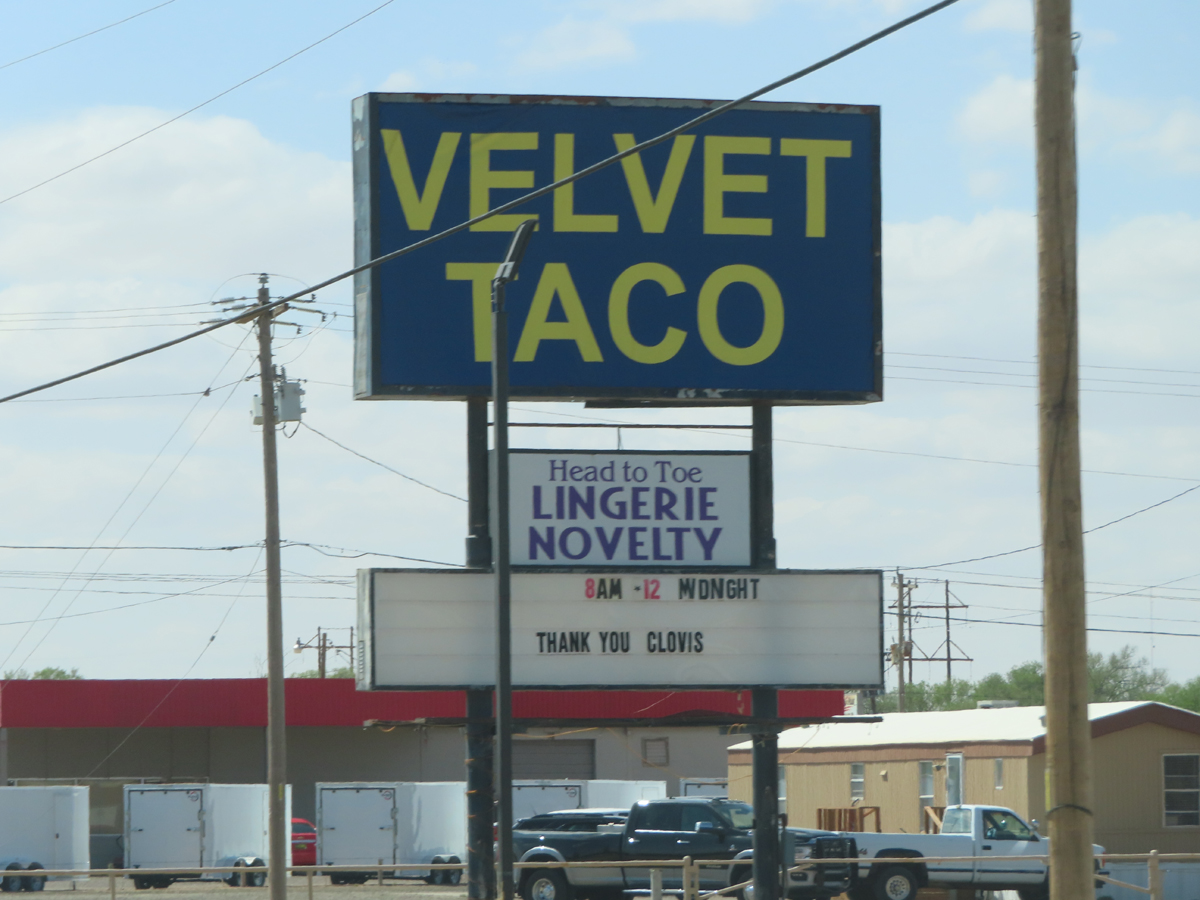 VELVET
TACO
Head to Toe
LINGERIE
NOVELTY
8AM -12 MDNGHT
THANK YOU CLOVIS